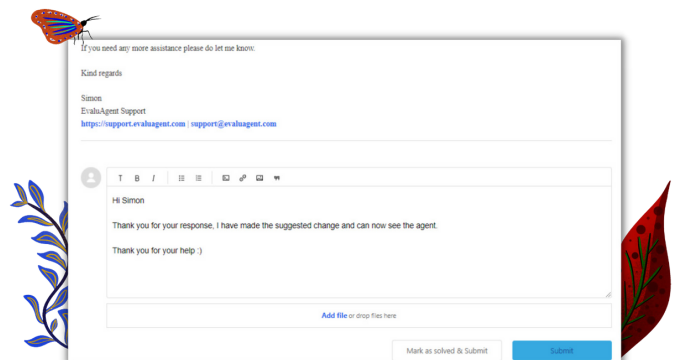 If you need any more assistance please do let me know.
Kind regards
Simon
EvaluAgent Support
https://support.evaluagent.com | support@evaluagent.com
T B I
Hi Simon
Thank you for your response, I have made the suggested change and can now see the agent.
Thank you for your help :)
Add file or drop files here
Mark as solved & Submit
Submit